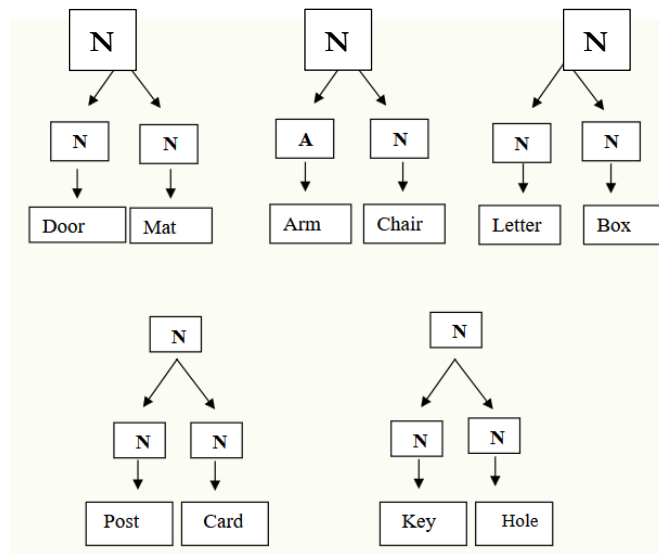 N N N
N N A N N N
Door Mat Arm Chair Letter Box
N N
N N N N
Post Card Key Hole